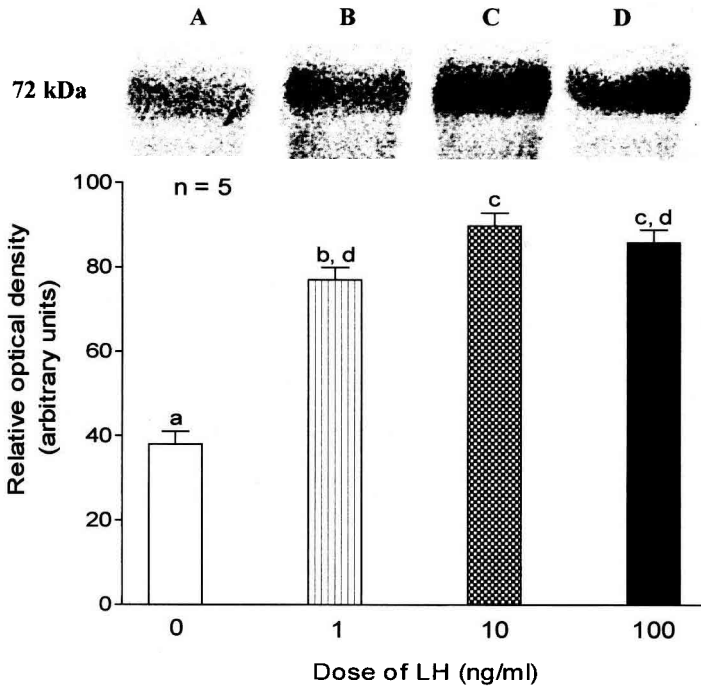 A B C D
72 kDa
n = 5
100
80
60
40
20
0
Relative optical density
(arbitrary units)
a
b, d
c
c, d
0 1 10 100
Dose of LH (ng/ml)